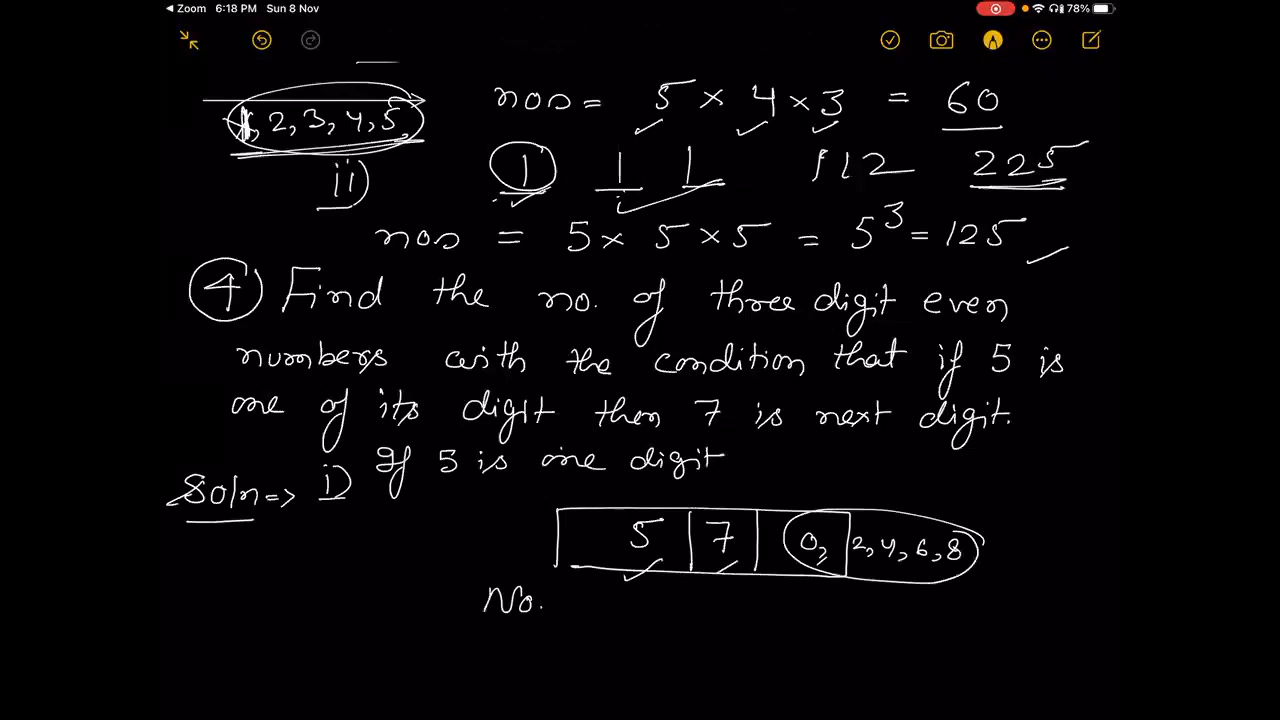 Zoom 6:18 PM Sun 8 Nov 78%
nos = 5 × 4 × 3 = 60
1, 2, 3, 4, 5
ii) 1 1 1 112 225
nos = 5 × 5 × 5 = 5³ = 125
4 Find the no. of three digit even
numbers with the condition that if 5 is
one of its digit then 7 is next digit.
Soln => I) If 5 is one digit
5 7 0, 2, 4, 6, 8
No.